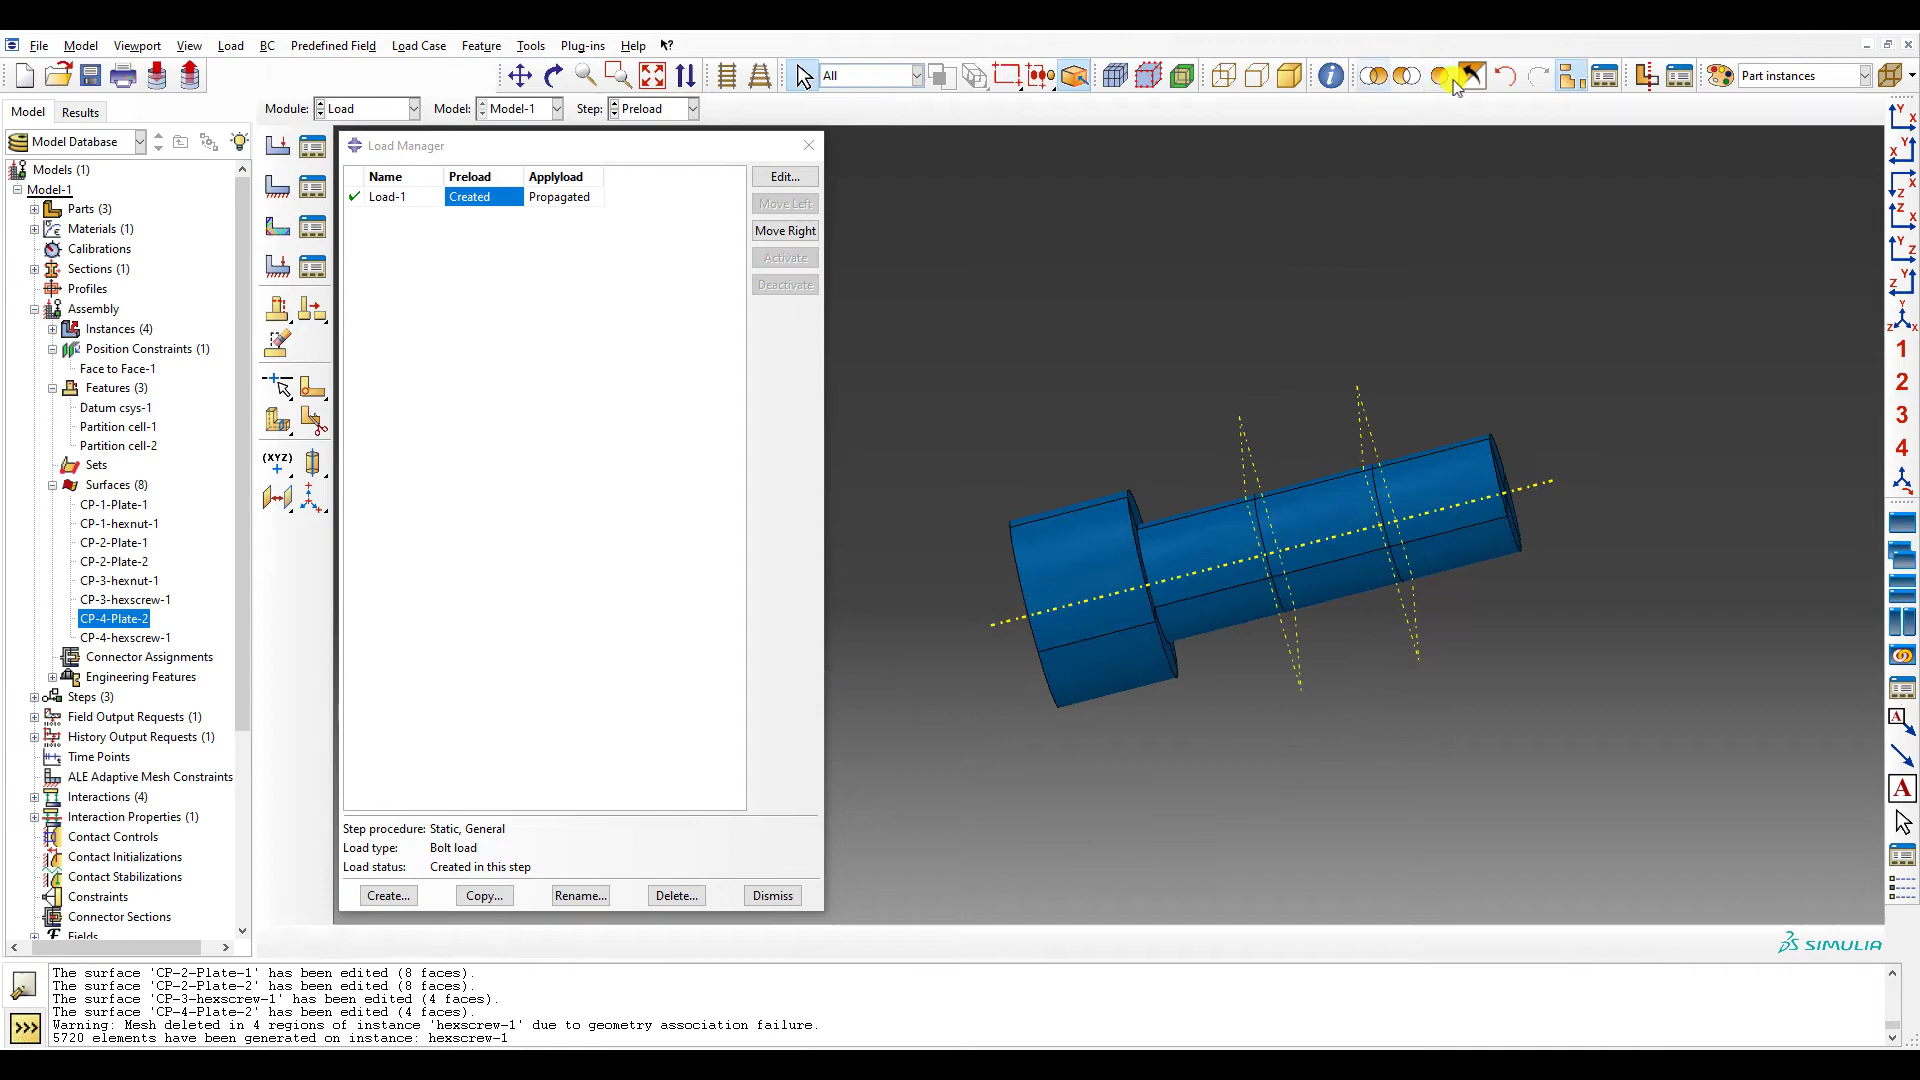 File Model Viewport View Load BC Predefined Field Load Case Feature Tools Plug-ins Help
All
Part instances
Model Results
Module: Load Model: Model-1 Step: Preload
Model Database
Models (1)
Model-1
Parts (3)
Materials (1)
Calibrations
Sections (1)
Profiles
Assembly
Instances (4)
Position Constraints (1)
Face to Face-1
Features (3)
Datum csys-1
Partition cell-1
Partition cell-2
Sets
Surfaces (8)
CP-1-Plate-1
CP-1-hexnut-1
CP-2-Plate-1
CP-2-Plate-2
CP-3-hexnut-1
CP-3-hexscrew-1
CP-4-Plate-2
CP-4-hexscrew-1
Connector Assignments
Engineering Features
Steps (3)
Field Output Requests (1)
History Output Requests (1)
Time Points
ALE Adaptive Mesh Constraints
Interactions (4)
Interaction Properties (1)
Contact Controls
Contact Initializations
Contact Stabilizations
Constraints
Connector Sections
Fields
(XYZ)
Load Manager
Name Preload Applyload
Load-1 Created Propagated
Edit...
Move Left
Move Right
Activate
Deactivate
Step procedure: Static, General
Load type: Bolt load
Load status: Created in this step
Create... Copy... Rename... Delete... Dismiss
1
2
3
4
A
A
SIMULIA
The surface 'CP-2-Plate-1' has been edited (8 faces).
The surface 'CP-2-Plate-2' has been edited (8 faces).
The surface 'CP-3-hexscrew-1' has been edited (4 faces).
The surface 'CP-4-Plate-2' has been edited (4 faces).
Warning: Mesh deleted in 4 regions of instance 'hexscrew-1' due to geometry association failure.
5720 elements have been generated on instance: hexscrew-1
>>>